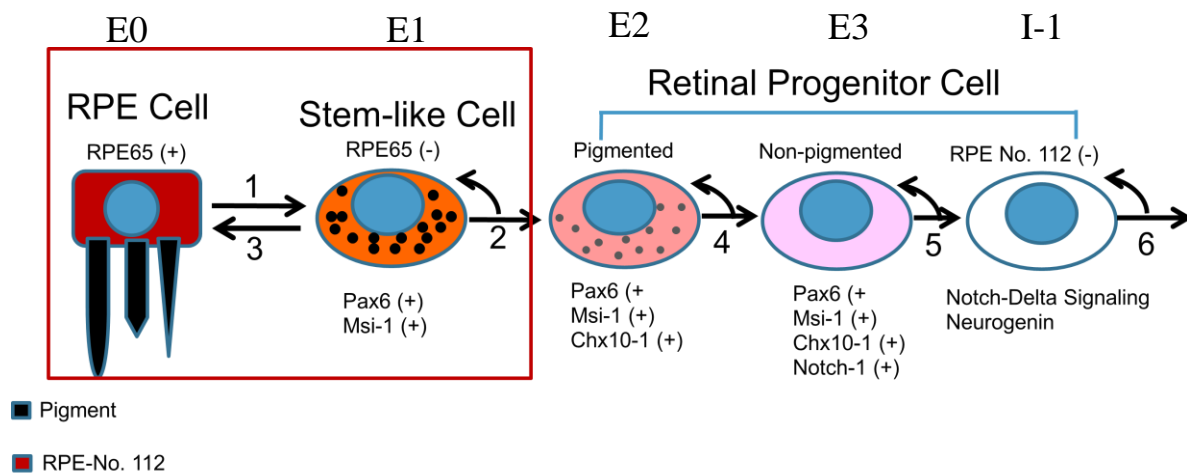 E0
E1
E2
E3
I-1
Retinal Progenitor Cell
RPE Cell
Stem-like Cell
RPE65 (+)
RPE65 (-)
Pigmented
Non-pigmented
RPE No. 112 (-)
1
3
2
4
5
6
Pax6 (+)
Msi-1 (+)
Pax6 (+
Msi-1 (+)
Chx10-1 (+)
Pax6 (+
Msi-1 (+)
Chx10-1 (+)
Notch-1 (+)
Notch-Delta Signaling
Neurogenin
Pigment
RPE-No. 112